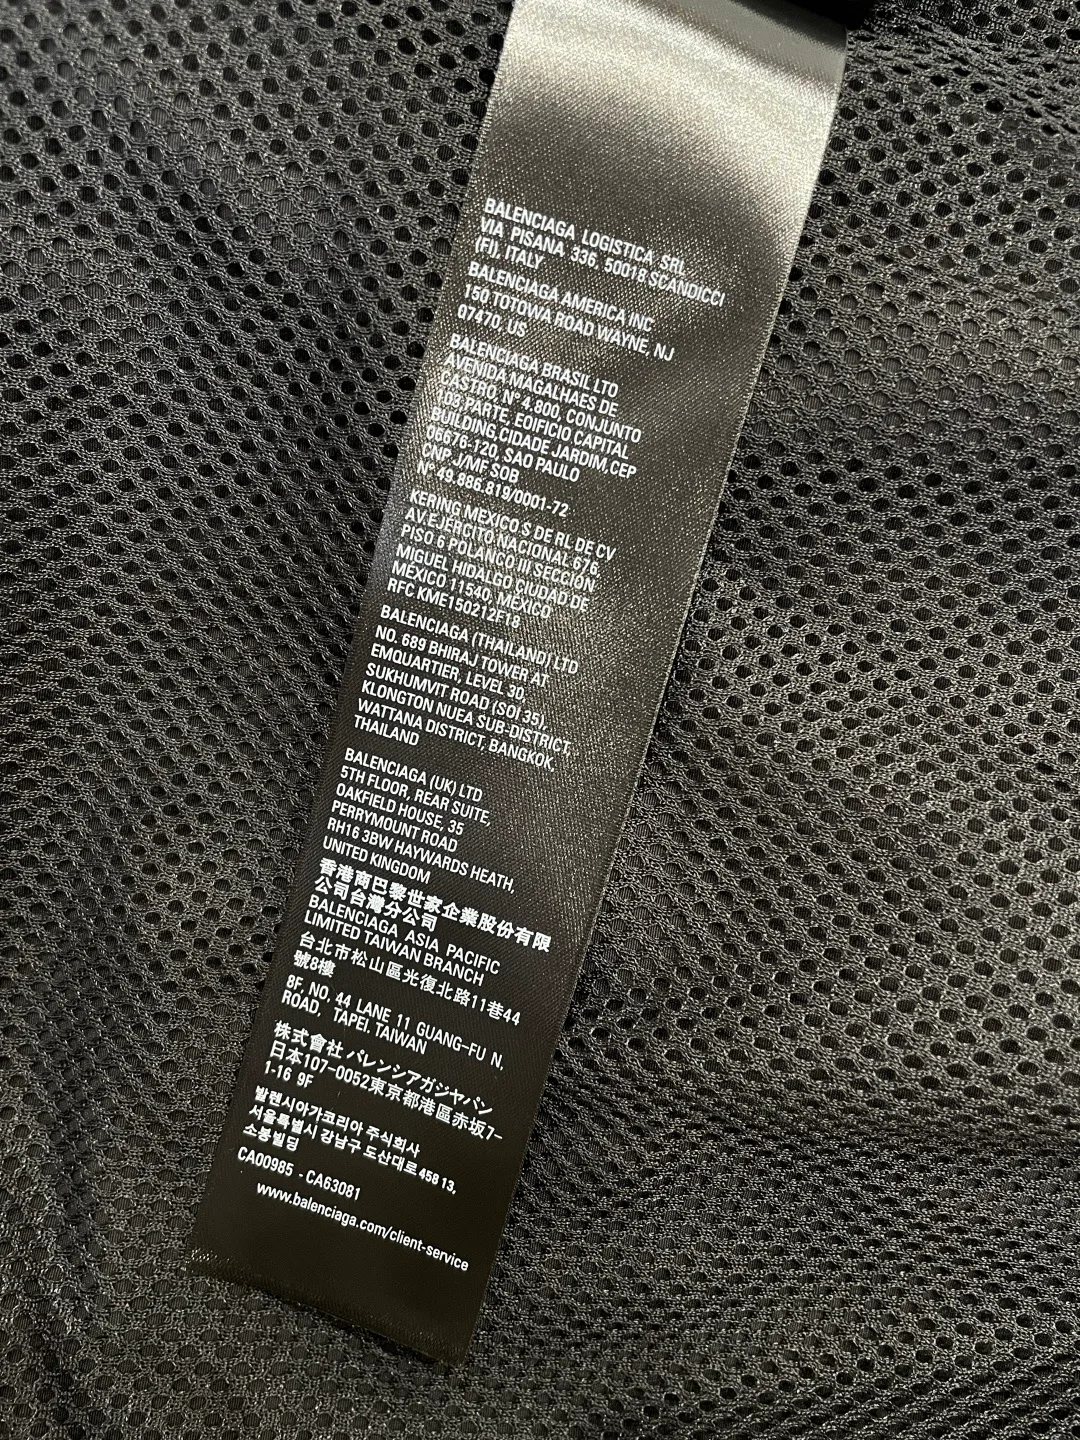 BALENCIAGA LOGISTICA SRL
VIA PISANA 336, 50018 SCANDICCI
(FI), ITALY
BALENCIAGA AMERICA INC
150 TOTOWA ROAD WAYNE, NJ
07470, US
BALENCIAGA BRASIL LTD
AVENIDA MAGALHAES DE
CASTRO, N° 4,800, CONJUNTO
103 PARTE, EOIFICIO CAPITAL
BUILDING,CIDADE JARDIM,CEP
06676-120, SAO PAULO
CNP. J/MF SOB
N° 49.886.819/0001-72
KERING MEXICO S DE RL DE CV
AV.EJÉRCITO NACIONAL 676,
PISO 6 POLANCO III SECCIÓN
MIGUEL HIDALGO CIUDAD DE
MÉXICO 11540, MÉXICO
RFC KME150212F18
BALENCIAGA (THAILAND) LTD
NO. 689 BHIRAJ TOWER AT
EMQUARTIER, LEVEL 30,
SUKHUMVIT ROAD (SOI 35),
KLONGTON NUEA SUB-DISTRICT,
WATTANA DISTRICT, BANGKOK,
THAILAND
BALENCIAGA (UK) LTD
5TH FLOOR, REAR SUITE,
OAKFIELD HOUSE, 35
PERRYMOUNT ROAD
RH16 3BW HAYWARDS HEATH,
UNITED KINGDOM
香港商巴黎世家企業股份有限
公司台灣分公司
BALENCIAGA ASIA PACIFIC
LIMITED TAIWAN BRANCH
台北市松山區光復北路11巷44
號8樓
8F, NO. 44 LANE 11 GUANG-FU N,
ROAD, TAPEI, TAIWAN
株式會社 バレンシアガジヤパン
日本107-0052東京都港區赤坂7-
1-16 9F
발렌시아가코리아 주식회사
서울특별시 강남구 도산대로458 13,
소봉빌딩
CA00985 - CA63081
www.balenciaga.com/client-service